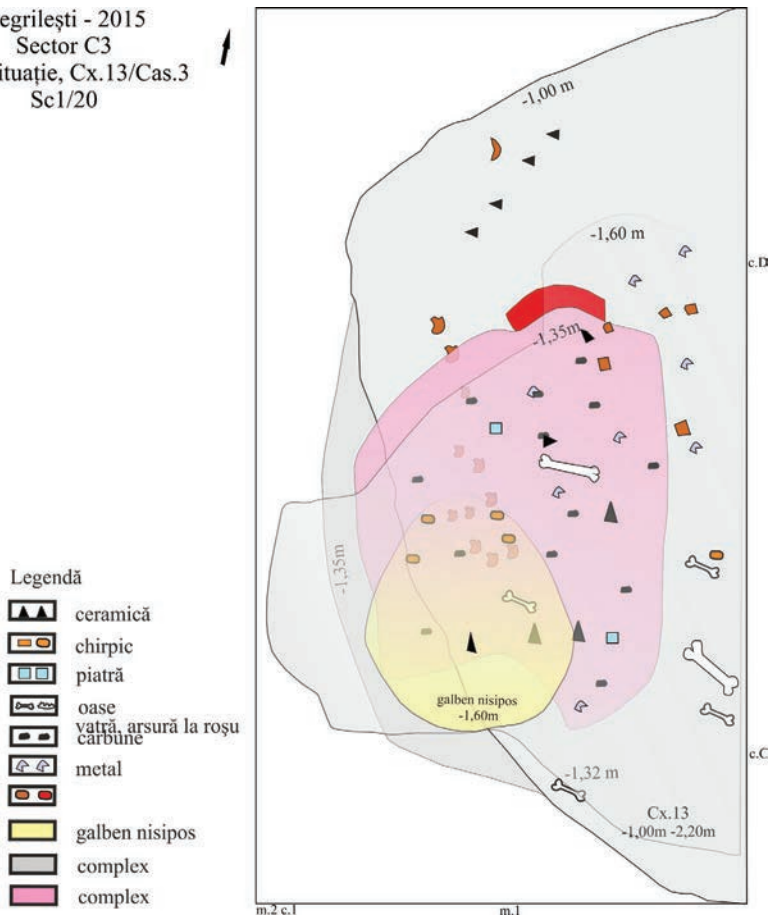 egrilești - 2015
Sector C3
ituație, Cx.13/Cas.3
Sc1/20
-1,00 m
-1,60 m
c.D
-1,35m
-1,35m
galben nisipos
-1,60m
-1,32 m
c.C
Cx.13
-1,00m -2,20m
m.2 c.1
m.1
Legendă
ceramică
chirpic
piatră
oase
vatră, arsură la roșu
cărbune
metal
galben nisipos
complex
complex